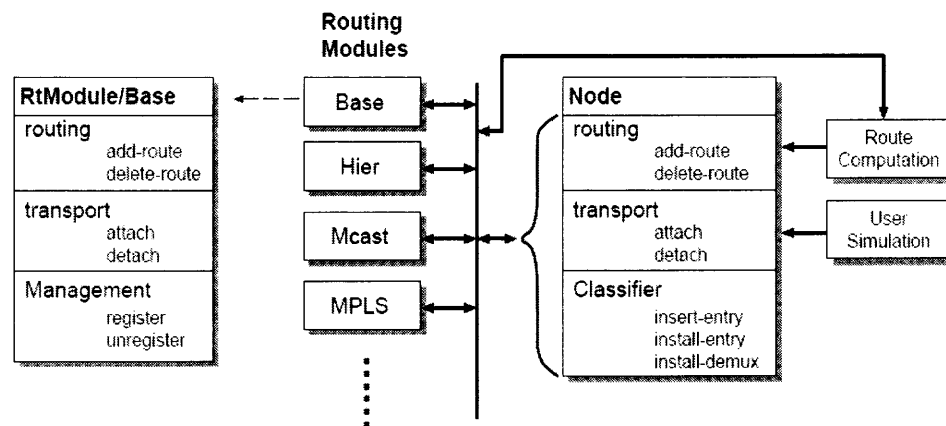 Routing
Modules
RtModule/Base
routing
add-route
delete-route
transport
attach
detach
Management
register
unregister
Base
Hier
Mcast
MPLS
Node
routing
add-route
delete-route
transport
attach
detach
Classifier
insert-entry
install-entry
install-demux
Route
Computation
User
Simulation